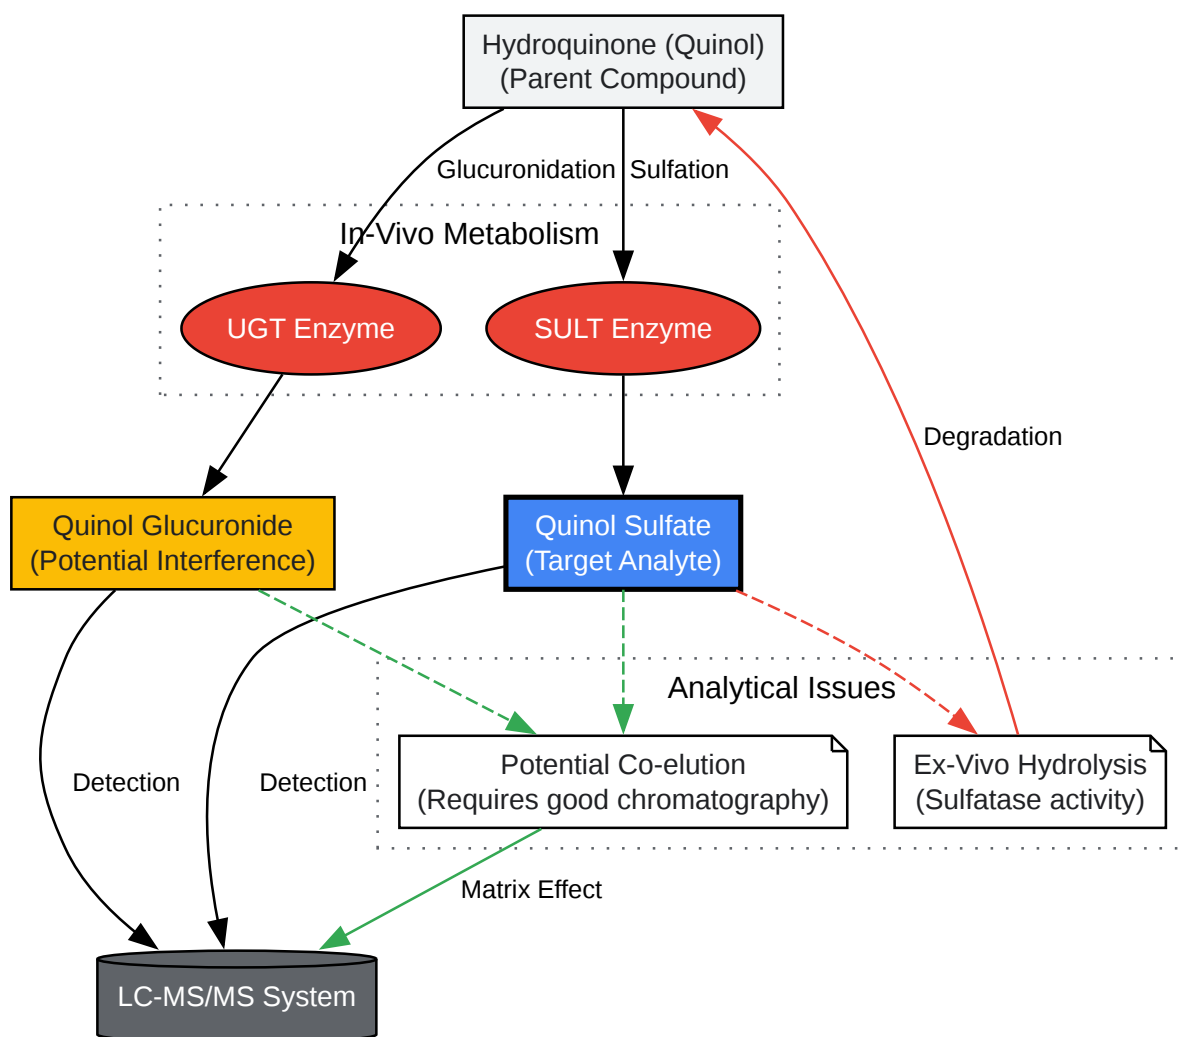 Hydroquinone (Quinol)
(Parent Compound)
Glucuronidation
Sulfation
In-Vivo Metabolism
UGT Enzyme
SULT Enzyme
Degradation
Quinol Glucuronide
(Potential Interference)
Quinol Sulfate
(Target Analyte)
Analytical Issues
Potential Co-elution
(Requires good chromatography)
Ex-Vivo Hydrolysis
(Sulfatase activity)
Detection
Detection
Matrix Effect
LC-MS/MS System